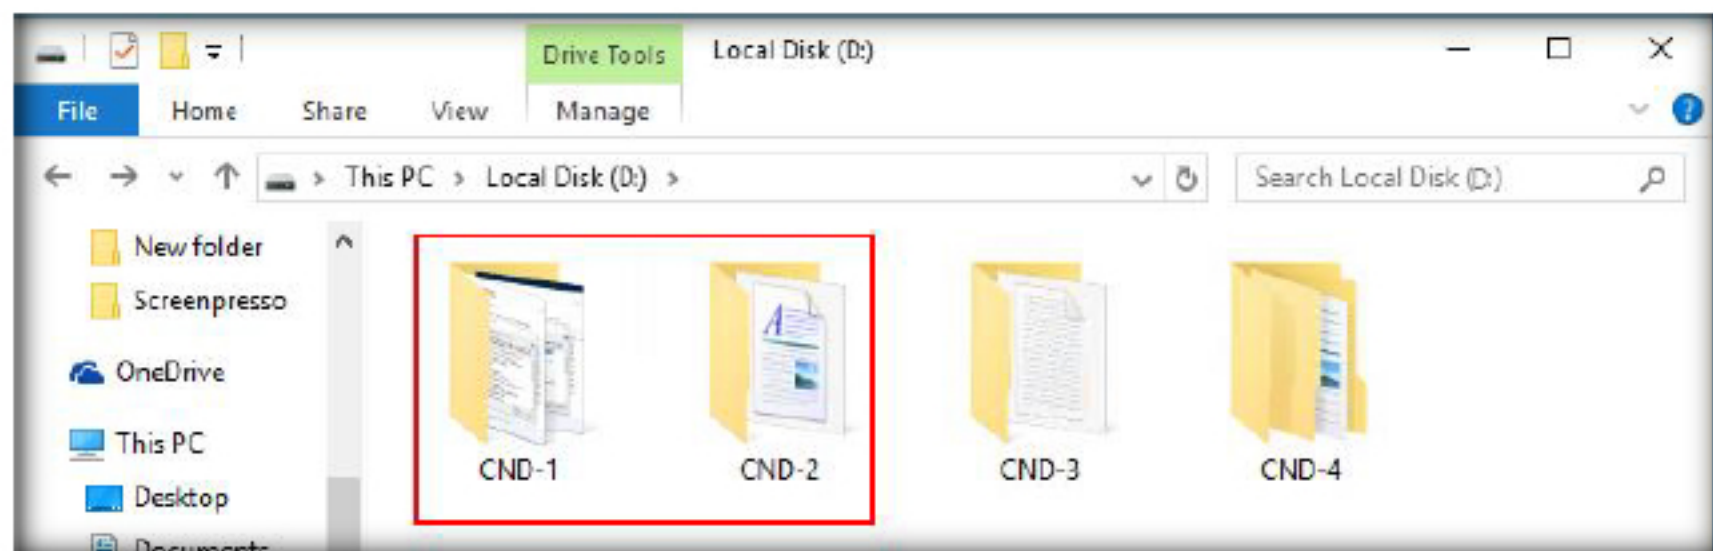 Drive Tools Local Disk (D:)
File Home Share View Manage
This PC > Local Disk (D:) > Search Local Disk (D:)
New folder
Screenpresso
OneDrive
This PC
Desktop
Documents
CND-1 CND-2 CND-3 CND-4